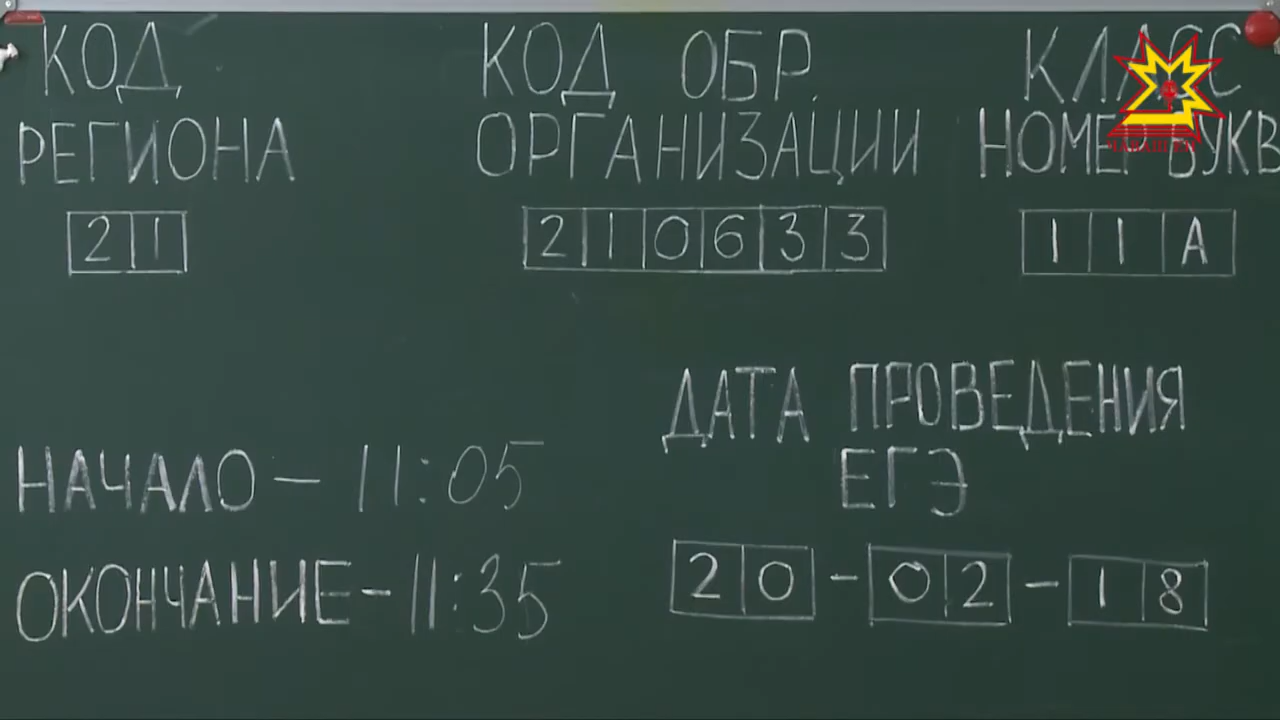 КОД
РЕГИОНА
21
КОД ОБР.
ОРГАНИЗАЦИИ
210633
КЛАСС
НОМЕР БУКВ
11А
НАЧАЛО – 11:05
ОКОНЧАНИЕ – 11:35
ДАТА ПРОВЕДЕНИЯ
ЕГЭ
20 – 02 – 18